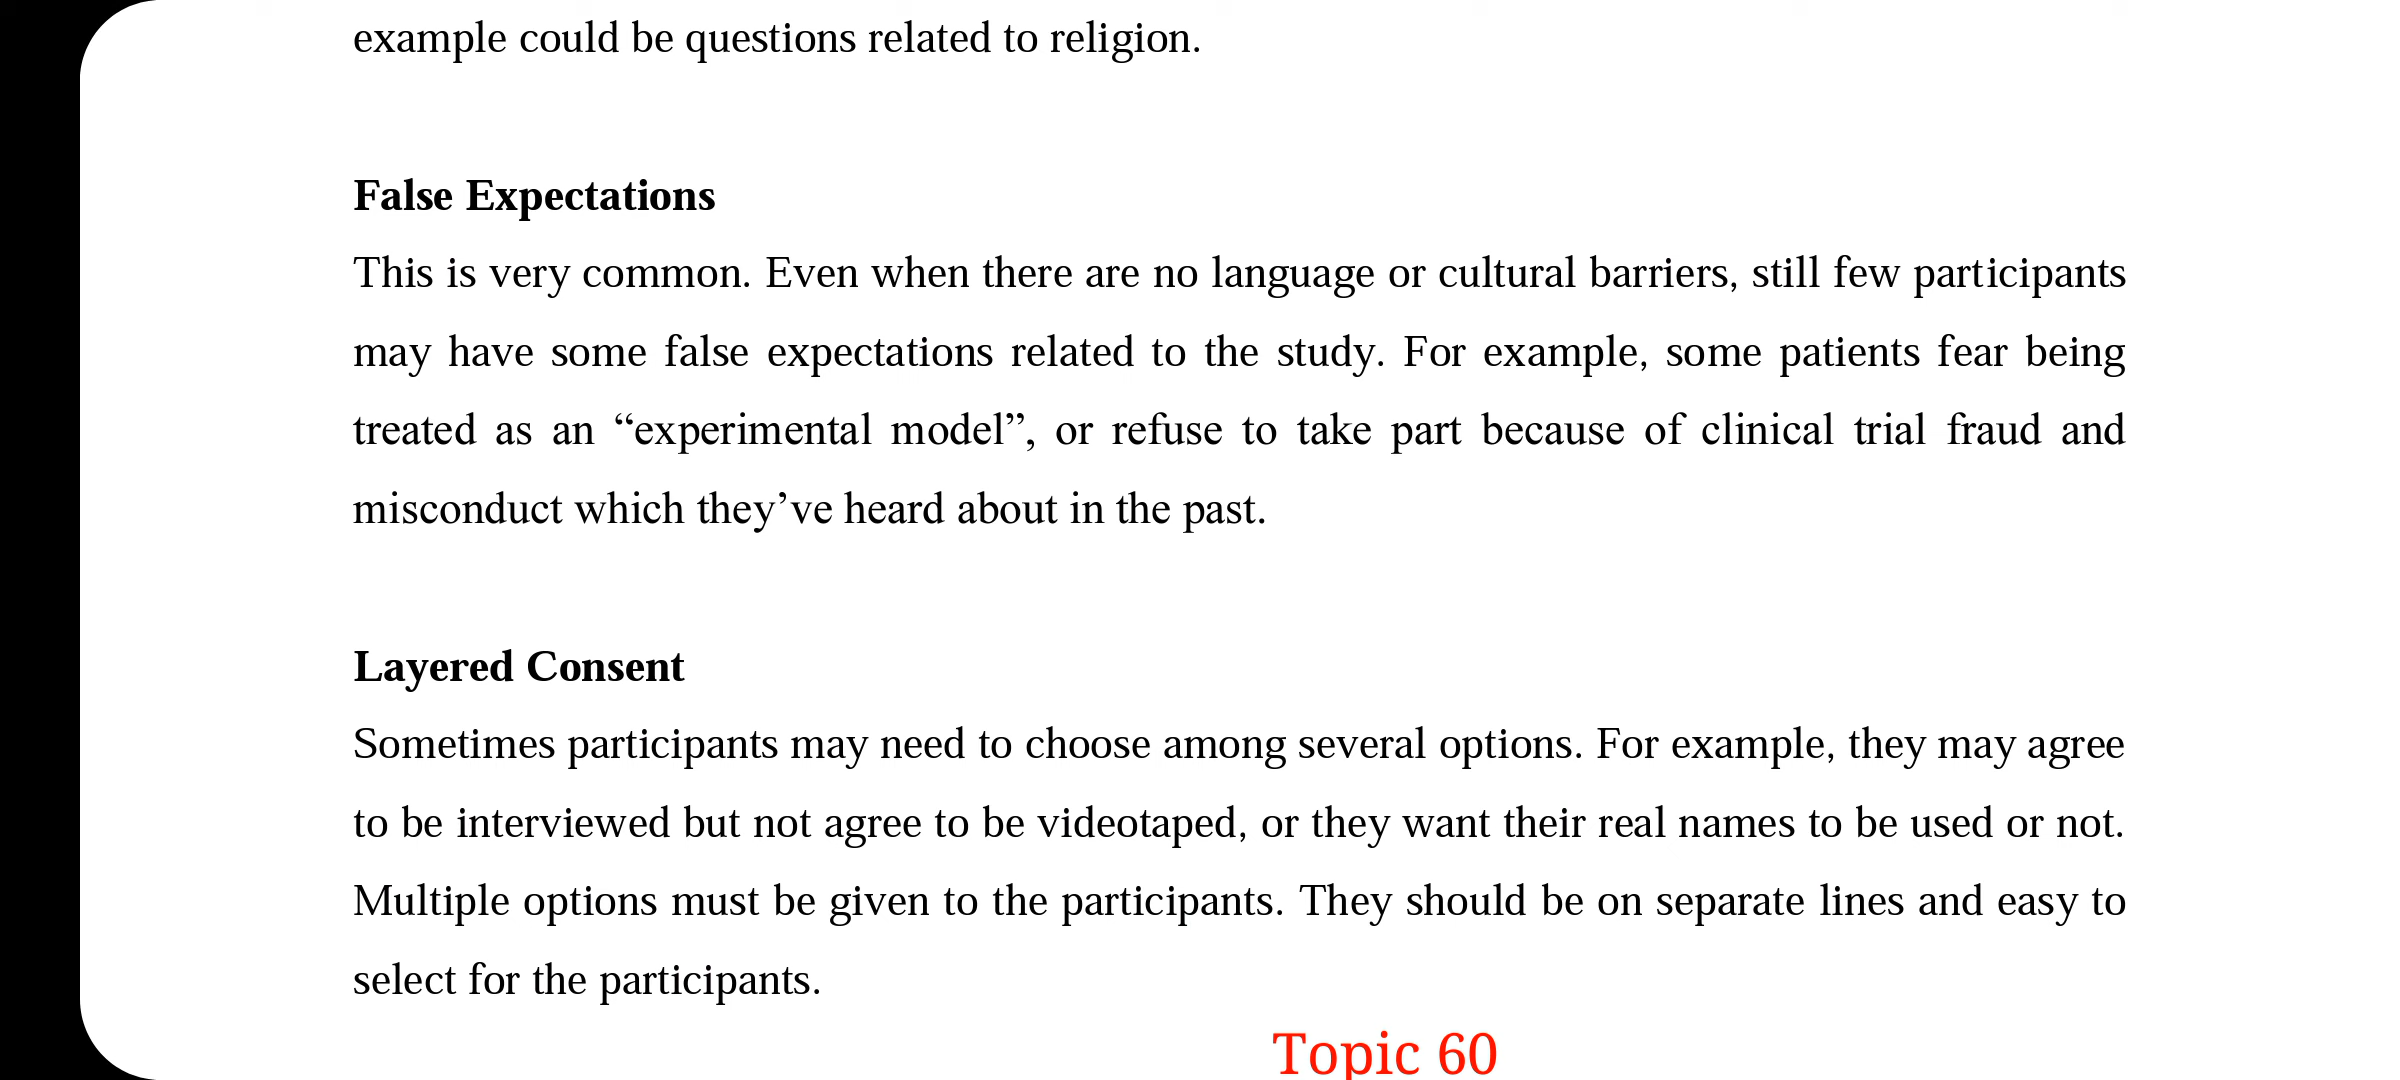 example could be questions related to religion.
False Expectations
This is very common. Even when there are no language or cultural barriers, still few participants
may have some false expectations related to the study. For example, some patients fear being
treated as an “experimental model”, or refuse to take part because of clinical trial fraud and
misconduct which they’ve heard about in the past.
Layered Consent
Sometimes participants may need to choose among several options. For example, they may agree
to be interviewed but not agree to be videotaped, or they want their real names to be used or not.
Multiple options must be given to the participants. They should be on separate lines and easy to
select for the participants.
Topic 60